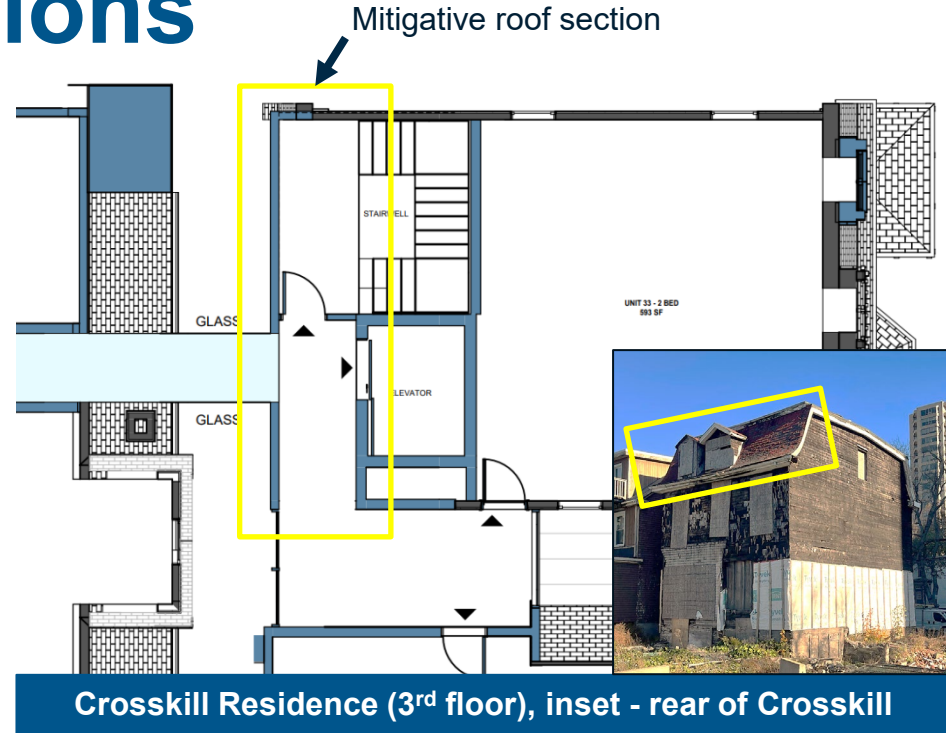 ions
Mitigative roof section
STAIRWELL
GLASS
UNIT 33 - 2 BED
593 SF
ELEVATOR
GLASS
Crosskill Residence (3rd floor), inset - rear of Crosskill